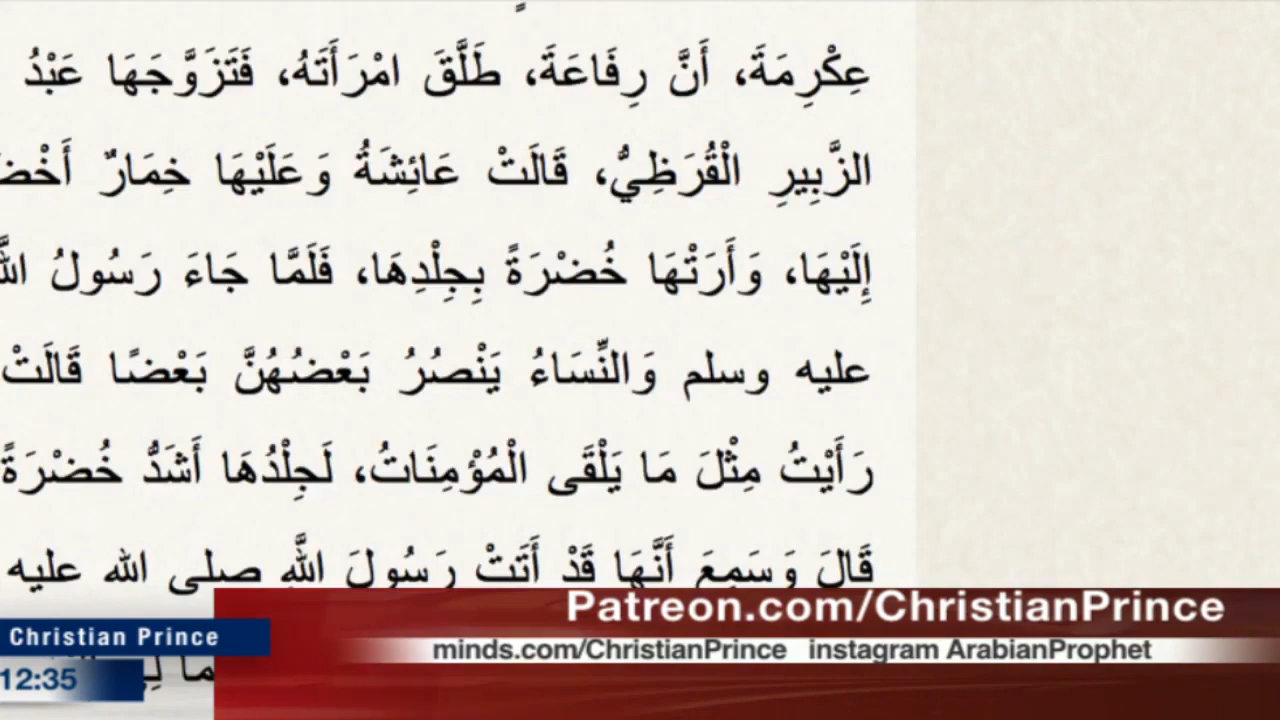 عِكْرِمَةَ، أَنَّ رِفَاعَةَ، طَلَّقَ امْرَأَتَهُ، فَتَزَوَّجَهَا عَبْدُ
الزَّبِيرِ الْقُرَظِيُّ، قَالَتْ عَائِشَةُ وَعَلَيْهَا خِمَارٌ أَخْضَ
إِلَيْهَا، وَأَرَتْهَا خُضْرَةً بِجِلْدِهَا، فَلَمَّا جَاءَ رَسُولُ اللَّ
عليه وسلم وَالنِّسَاءُ يَنْصُرُ بَعْضُهُنَّ بَعْضًا قَالَتْ
رَأَيْتُ مِثْلَ مَا يَلْقَى الْمُؤْمِنَاتُ، لَجِلْدُهَا أَشَدُّ خُضْرَةً
قَالَ وَسَمِعَ أَنَّهَا قَدْ أَتَتْ رَسُولَ اللَّهِ صلى الله عليه
Patreon.com/ChristianPrince
Christian Prince
minds.com/ChristianPrince instagram ArabianProphet
12:35